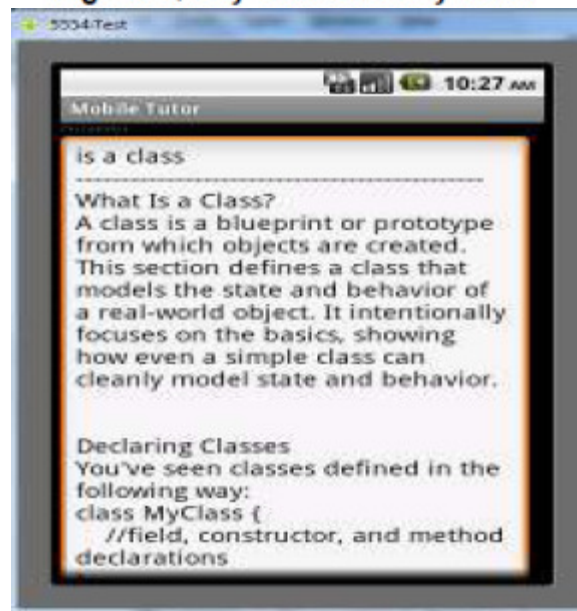 5554:Test
10:27 AM
Mobile Tutor
is a class
--------------------------------------------------
What Is a Class?
A class is a blueprint or prototype
from which objects are created.
This section defines a class that
models the state and behavior of
a real-world object. It intentionally
focuses on the basics, showing
how even a simple class can
cleanly model state and behavior.
Declaring Classes
You've seen classes defined in the
following way:
class MyClass {
//field, constructor, and method
declarations